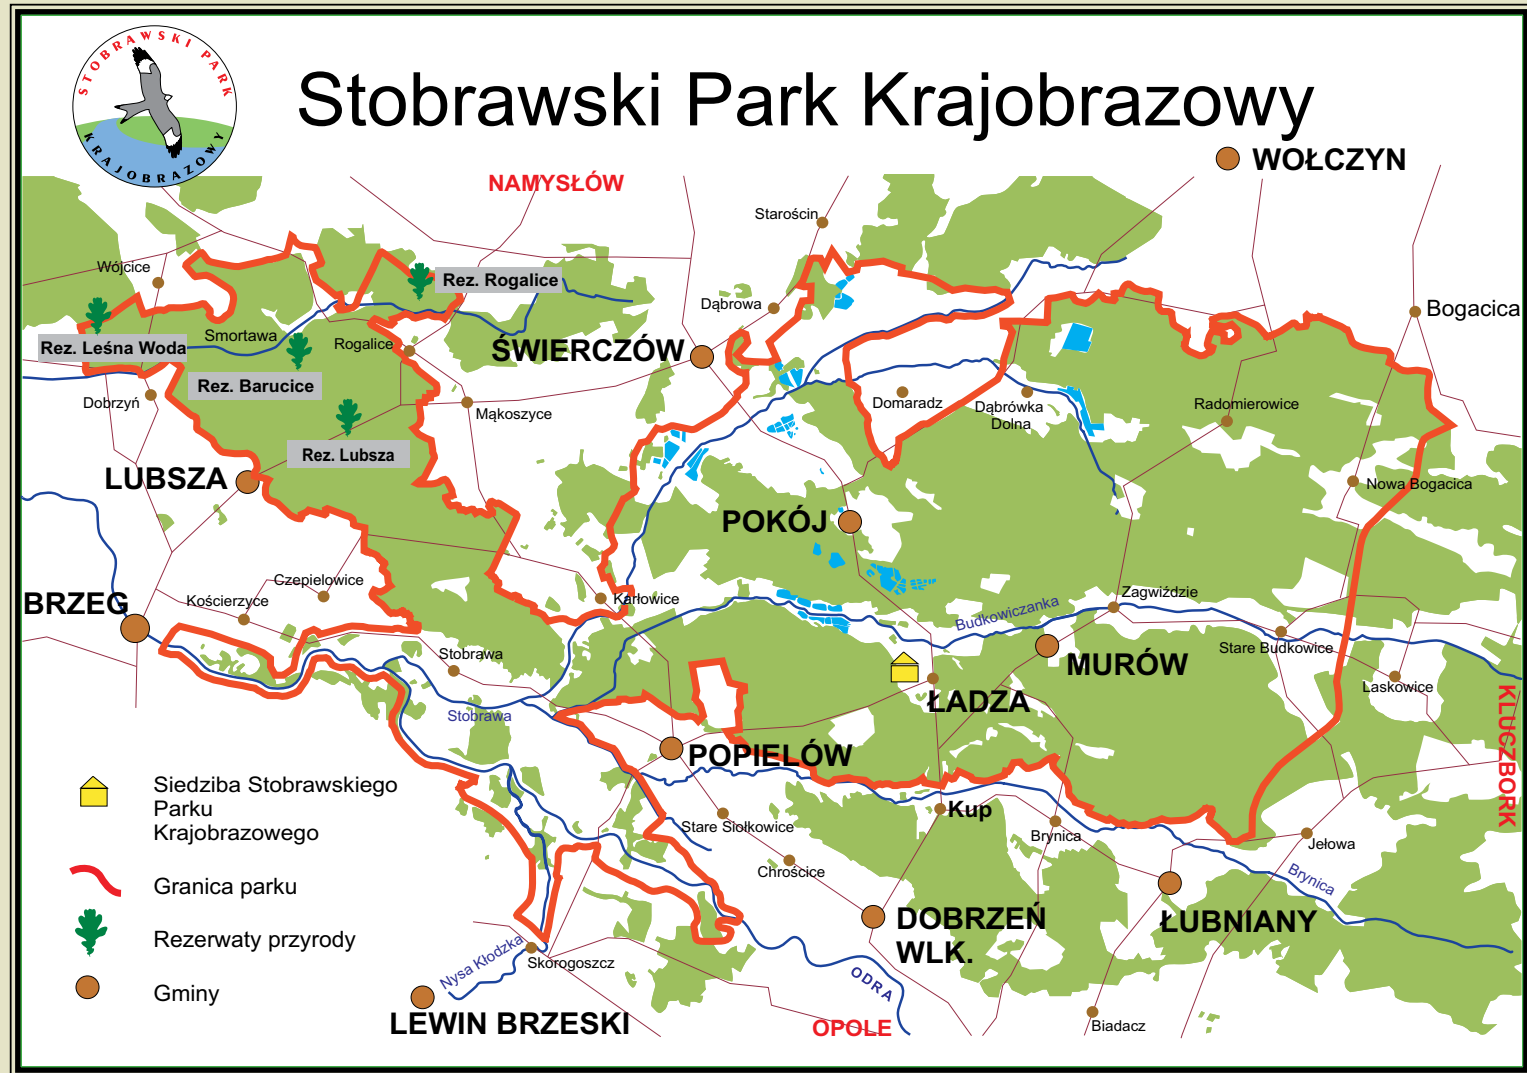 STOBRAWSKI PARK
KRAJOBRAZOWY
Stobrawski Park Krajobrazowy
WOŁCZYN
NAMYSŁÓW
Starościn
Wójcice
Rez. Rogalice
Dąbrowa
Bogacica
Smortawa
Rez. Leśna Woda
Rogalice
ŚWIERCZÓW
Rez. Barucice
Dobrzyń
Mąkoszyce
Domaradz
Dąbrówka
Dolna
Radomierowice
Rez. Lubsza
LUBSZA
Nowa Bogacica
POKÓJ
Czepielowice
Kościerzyce
BRZEG
Karłowice
Budkowiczanka
Zagwiździe
Stobrawa
Stare Budkowice
MURÓW
Laskowice
ŁADZA
Stobrawa
KLUCZBORK
POPIELÓW
Siedziba Stobrawskiego
Parku
Krajobrazowego
Stare Siołkowice
Kup
Brynica
Jełowa
Chrościce
Brynica
Granica parku
DOBRZEŃ
WLK.
ŁUBNIANY
Rezerwaty przyrody
Nysa Kłodzka
Skorogoszcz
ODRA
Gminy
LEWIN BRZESKI
OPOLE
Biadacz